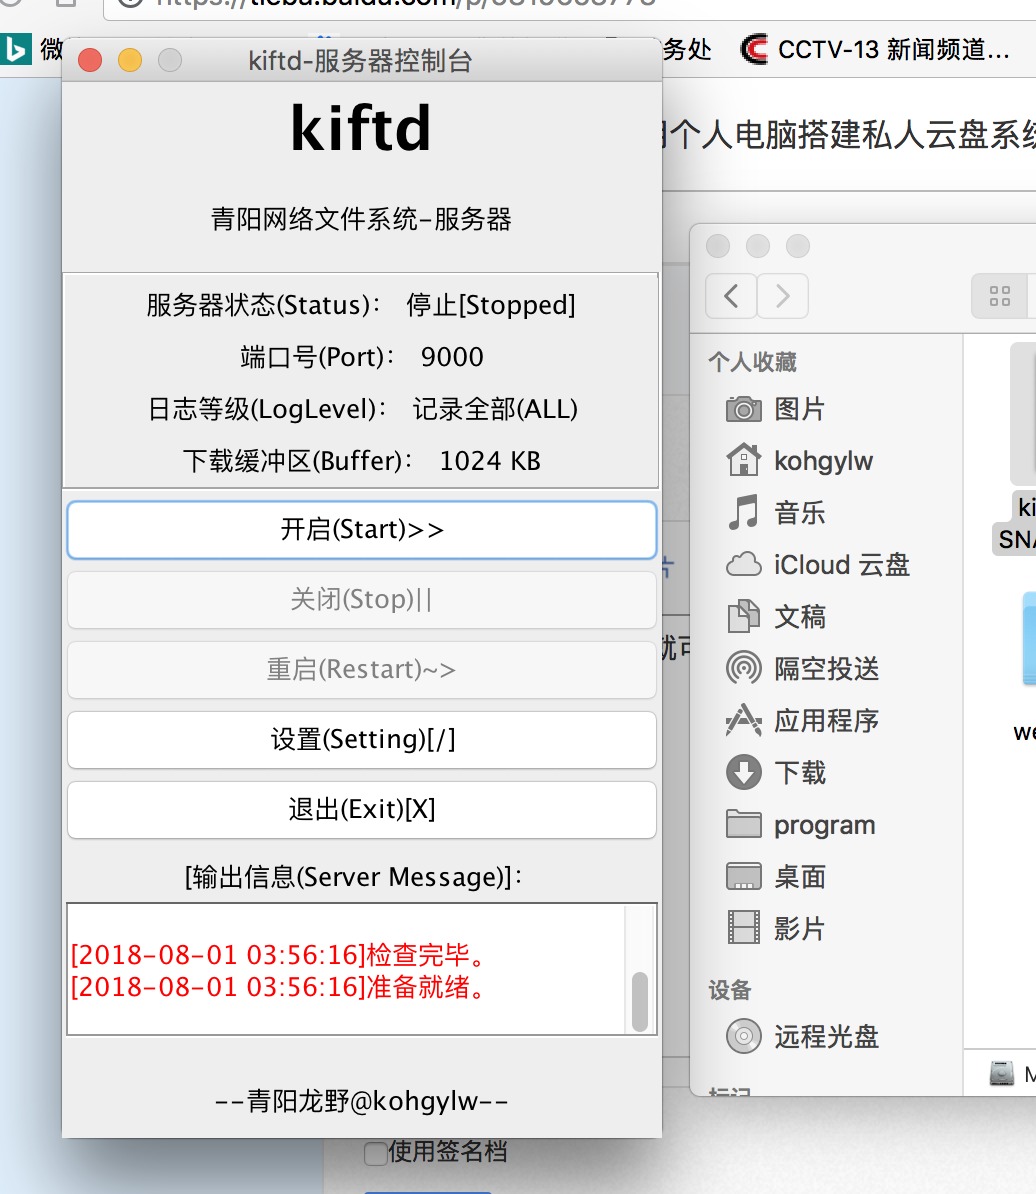 微
务处
CCTV-13 新闻频道...
kiftd-服务器控制台
kiftd
个人电脑搭建私人云盘系统
青阳网络文件系统-服务器
服务器状态(Status)： 停止[Stopped]
端口号(Port)： 9000
日志等级(LogLevel)： 记录全部(ALL)
下载缓冲区(Buffer)： 1024 KB
开启(Start)>>
关闭(Stop)||
重启(Restart)~>
设置(Setting)[/]
退出(Exit)[X]
[输出信息(Server Message)]：
[2018-08-01 03:56:16]检查完毕。
[2018-08-01 03:56:16]准备就绪。
--青阳龙野@kohgylw--
片
就可
个人收藏
图片
kohgylw
音乐
iCloud 云盘
文稿
隔空投送
应用程序
下载
program
桌面
影片
设备
远程光盘
标记
ki
SNA
we
M
使用签名档